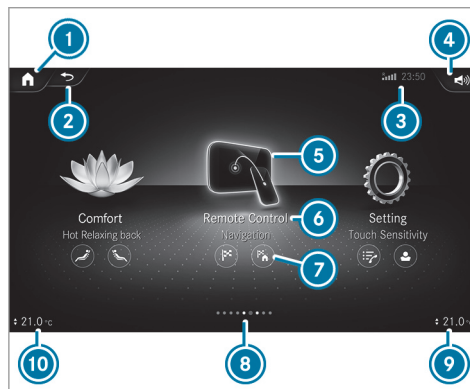 1
4
23:50
2
3
5
Comfort
Remote Control
6
Setting
Hot Relaxing back
Navigation
Touch Sensitivity
7
21.0 °C
21.0 °
10
8
9